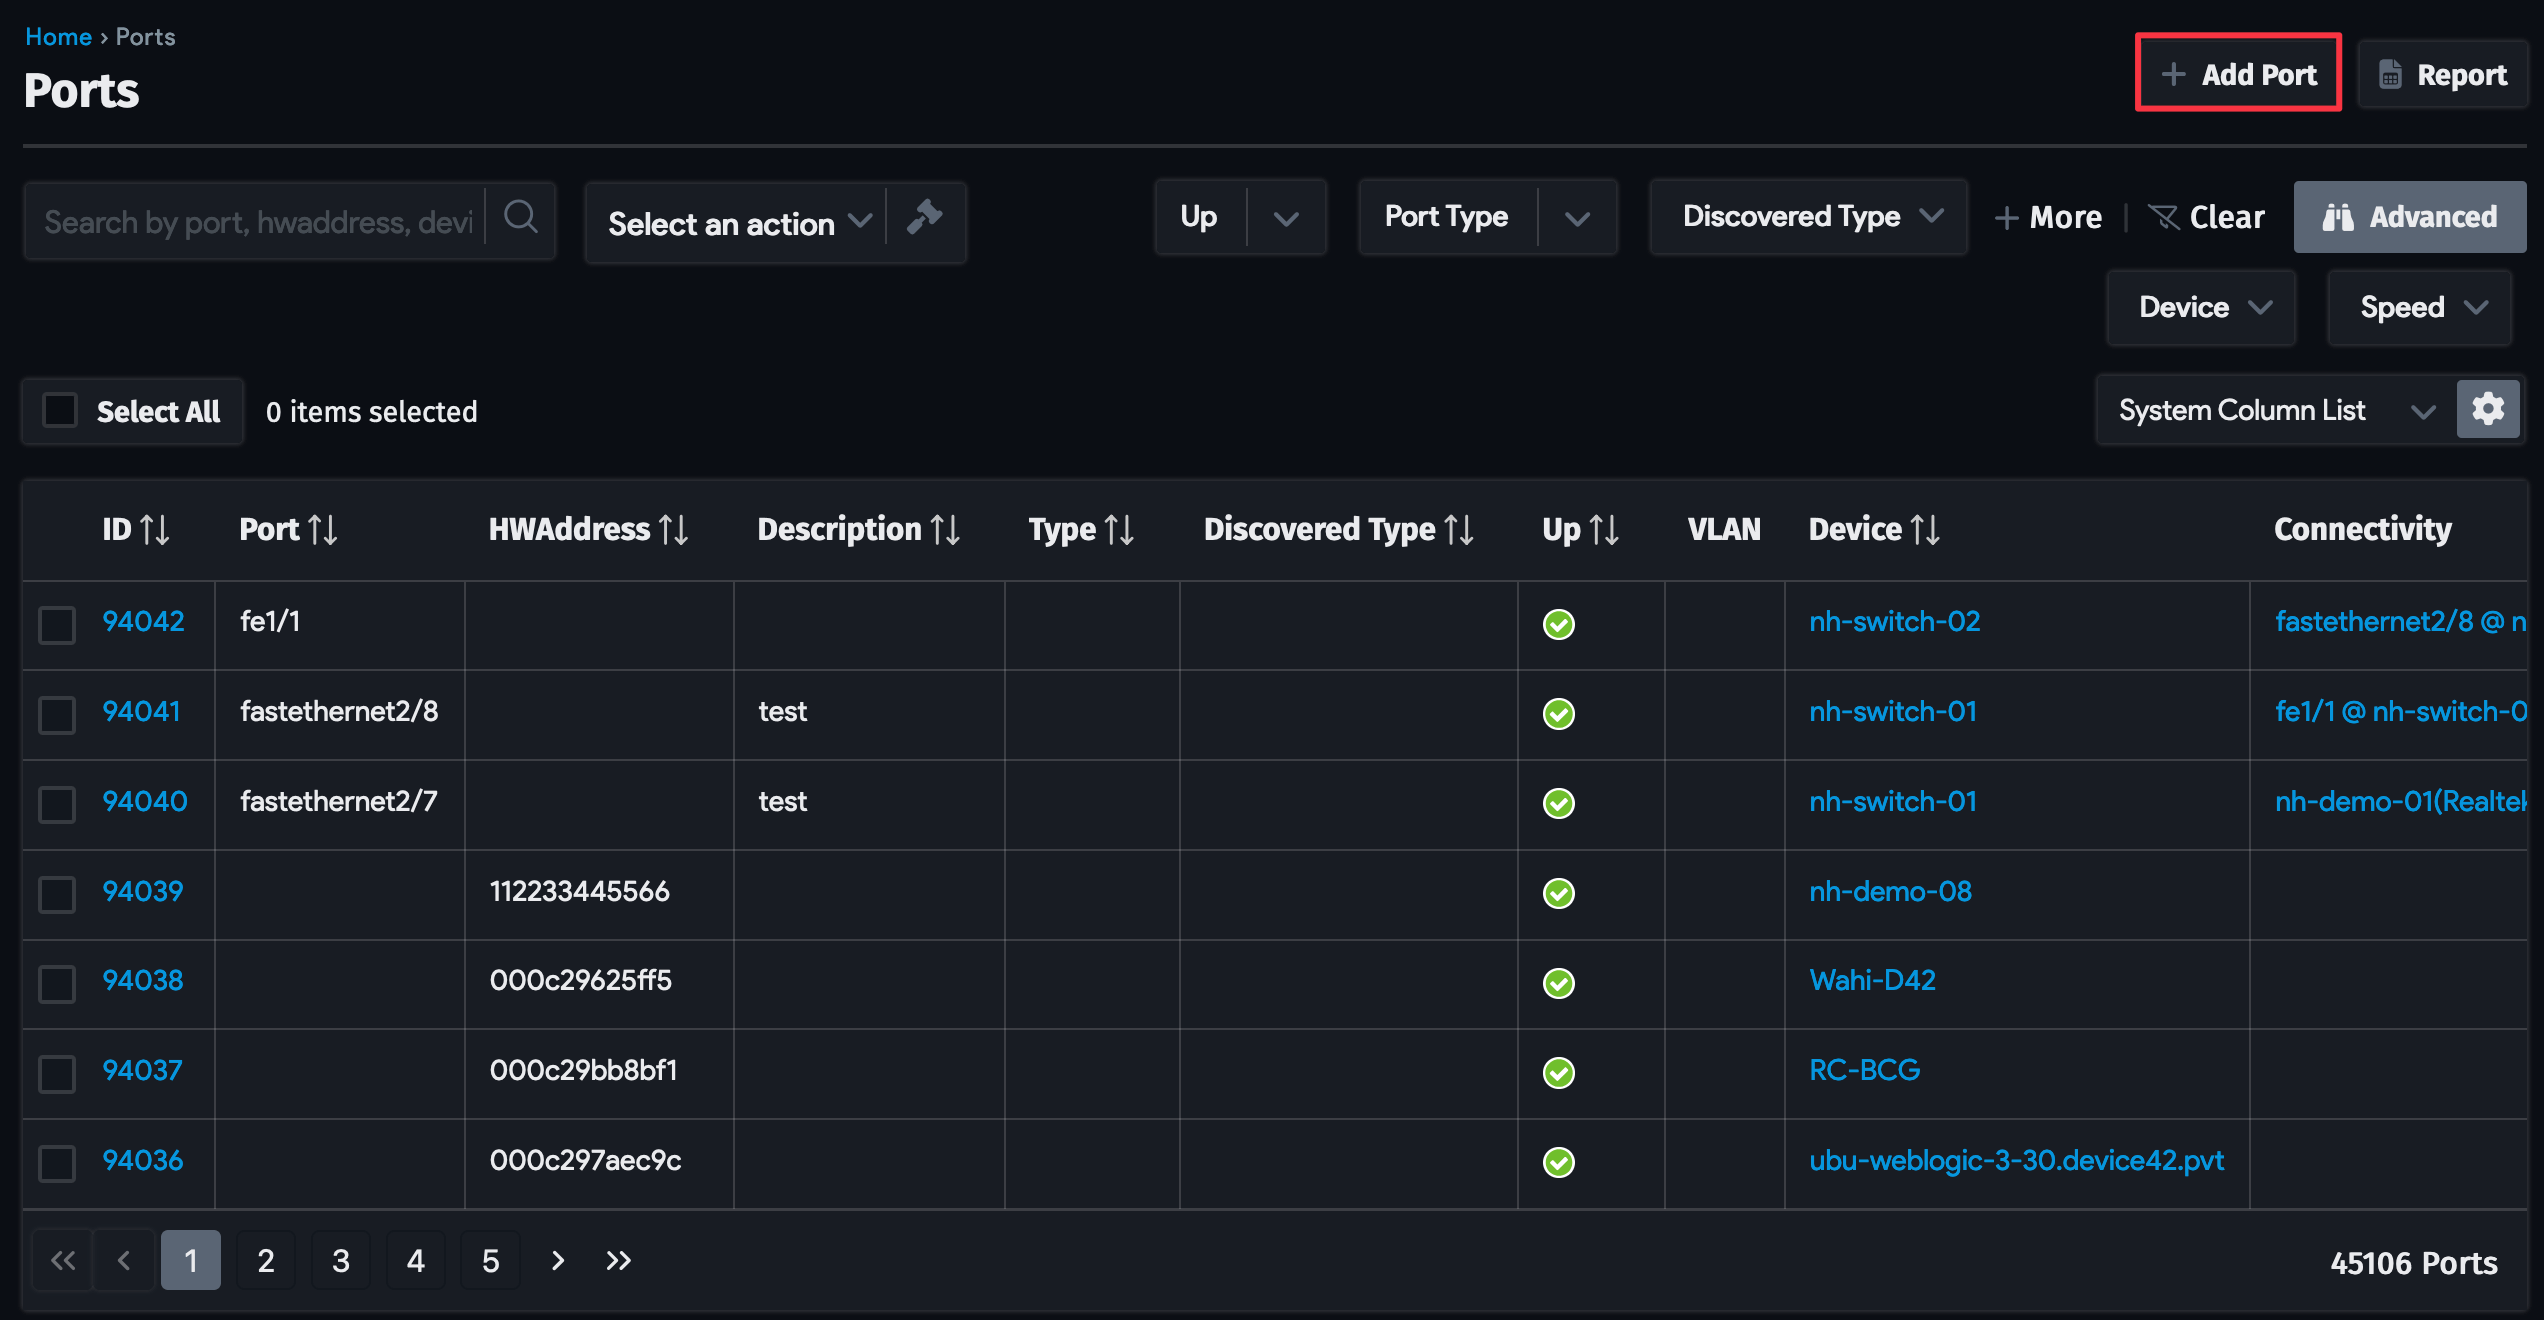 Home › Ports
Ports
Add Port
Report
Search by port, hwaddress, devi
Select an action
Up
Port Type
Discovered Type
More
Clear
Advanced
Device
Speed
Select All
0 items selected
System Column List
ID Port HWAddress Description Type Discovered Type Up VLAN Device Connectivity
94042 fe1/1 nh-switch-02 fastethernet2/8 @ n
94041 fastethernet2/8 test nh-switch-01 fe1/1 @ nh-switch-0
94040 fastethernet2/7 test nh-switch-01 nh-demo-01(Realtek
94039 112233445566 nh-demo-08
94038 000c29625ff5 Wahi-D42
94037 000c29bb8bf1 RC-BCG
94036 000c297aec9c ubu-weblogic-3-30.device42.pvt
« ‹ 1 2 3 4 5 › »
45106 Ports